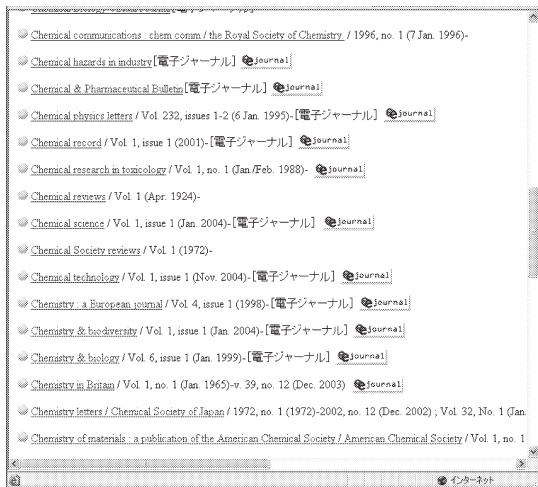 Chemical communications : chem comm / the Royal Society of Chemistry. / 1996, no. 1 (7 Jan. 1996)-
Chemical hazards in industry [電子ジャーナル] ejournal
Chemical & Pharmaceutical Bulletin [電子ジャーナル] ejournal
Chemical physics letters / Vol. 232, issues 1-2 (6 Jan. 1995)- [電子ジャーナル] ejournal
Chemical record / Vol. 1, issue 1 (2001)- [電子ジャーナル] ejournal
Chemical research in toxicology / Vol. 1, no. 1 (Jan./Feb. 1988)- ejournal
Chemical reviews / Vol. 1 (Apr. 1924)-
Chemical science / Vol. 1, issue 1 (Jan. 2004)- [電子ジャーナル] ejournal
Chemical Society reviews / Vol. 1 (1972)-
Chemical technology / Vol. 1, issue 1 (Nov. 2004)- [電子ジャーナル] ejournal
Chemistry : a European journal / Vol. 4, issue 1 (1998)- [電子ジャーナル] ejournal
Chemistry & biodiversity / Vol. 1, issue 1 (Jan. 2004)- [電子ジャーナル] ejournal
Chemistry & biology / Vol. 6, issue 1 (Jan. 1999)- [電子ジャーナル] ejournal
Chemistry in Britain / Vol. 1, no. 1 (Jan. 1965)-v. 39, no. 12 (Dec. 2003) ejournal
Chemistry letters / Chemical Society of Japan / 1972, no. 1 (1972)-2002, no. 12 (Dec. 2002) ; Vol. 32, No. 1 (Jan.
Chemistry of materials : a publication of the American Chemical Society / American Chemical Society / Vol. 1, no. 1
インターネット